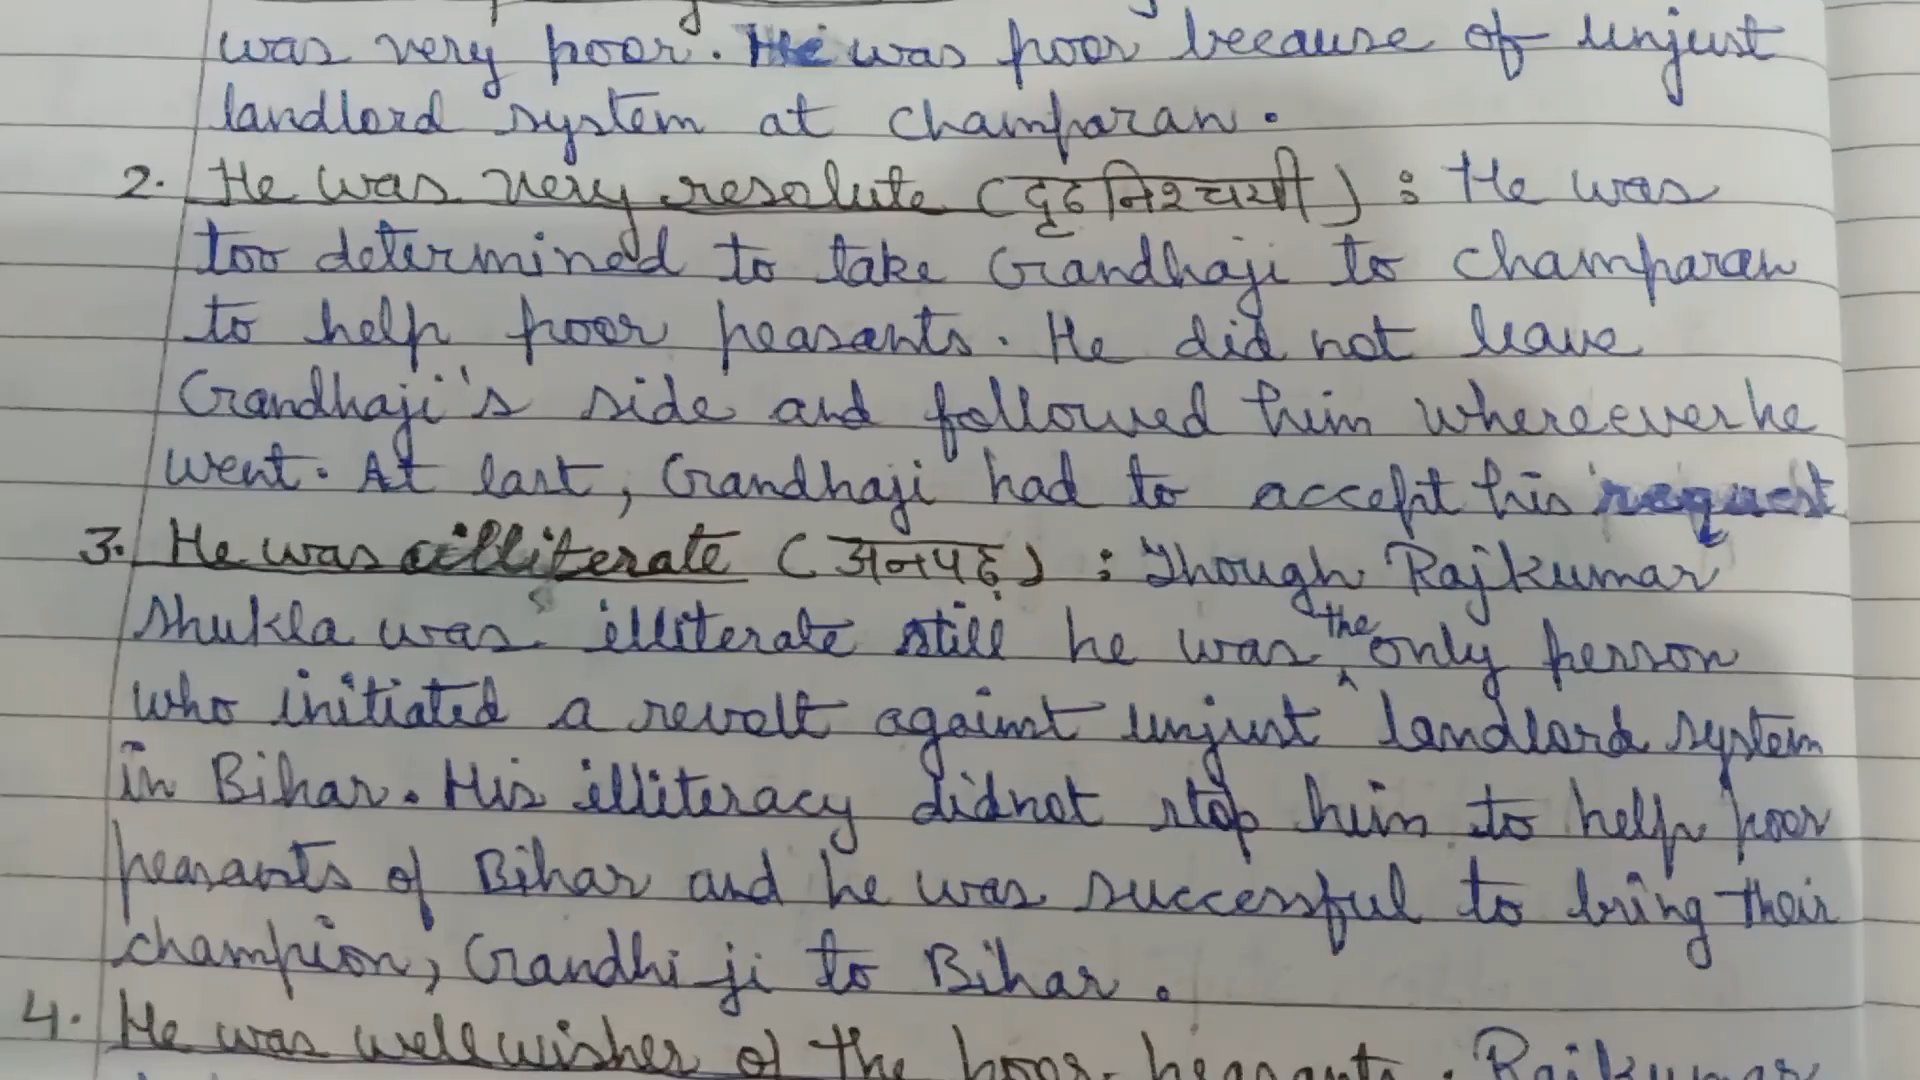 was very poor. He was poor because of unjust
landlord system at champaran.
2. He was very resolute (दृढ निश्चयी) : He was
too determined to take Gandhaji to champaran
to help poor peasants. He did not leave
Gandhaji's side and followed him whereever he
went. At last, Gandhaji had to accept his request
3. He was illiterate (अनपढ़) : Though Rajkumar
Shukla was illiterate still he was the only person
who initiated a revolt against unjust landlord system
in Bihar. His illiteracy didnot stop him to help poor
peasants of Bihar and he was successful to bring their
champion, Gandhi ji to Bihar.
4. He was well wisher of the poor peasants. Rajkumar